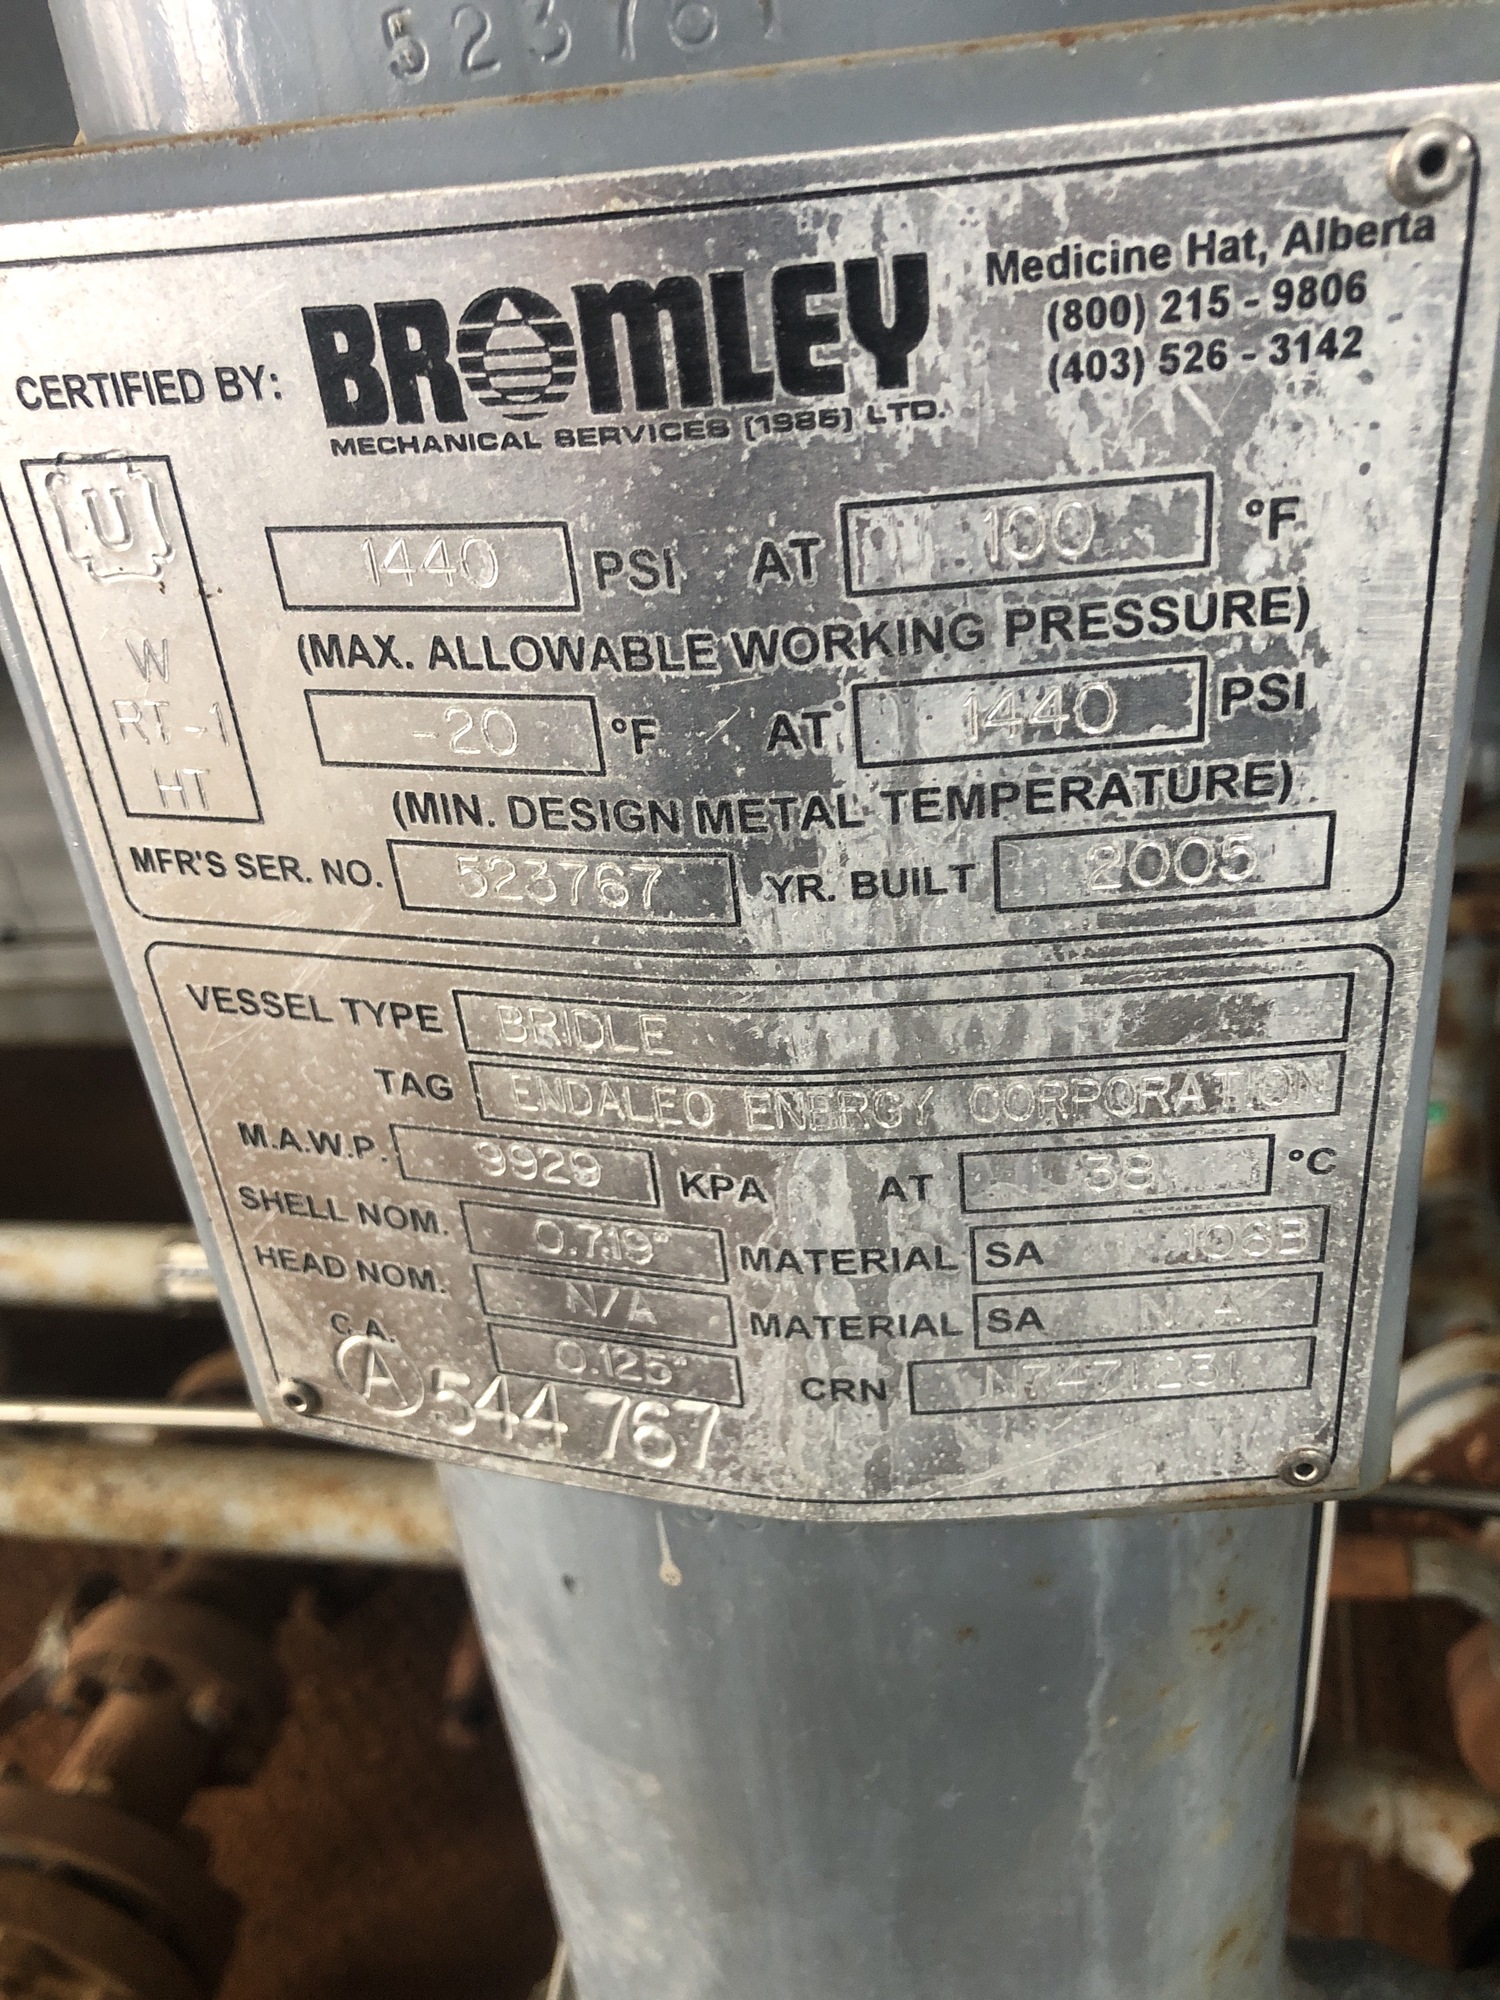 523767
CERTIFIED BY: BROMLEY
MECHANICAL SERVICES [1985] LTD.
Medicine Hat, Alberta
(800) 215 - 9806
(403) 526 - 3142
U
W
RT-1
HT
1440 PSI AT 100 °F
(MAX. ALLOWABLE WORKING PRESSURE)
-20 °F AT 1440 PSI
(MIN. DESIGN METAL TEMPERATURE)
MFR'S SER. NO. 523767 YR. BUILT 2005
VESSEL TYPE BRIDLE
TAG ENDALEO ENERGY CORPORATION
M.A.W.P. 9929 KPA AT 38 °C
SHELL NOM. 0.719" MATERIAL SA 106B
HEAD NOM. N/A MATERIAL SA N/A
C.A. 0.125" CRN N7471.231
A 544 767